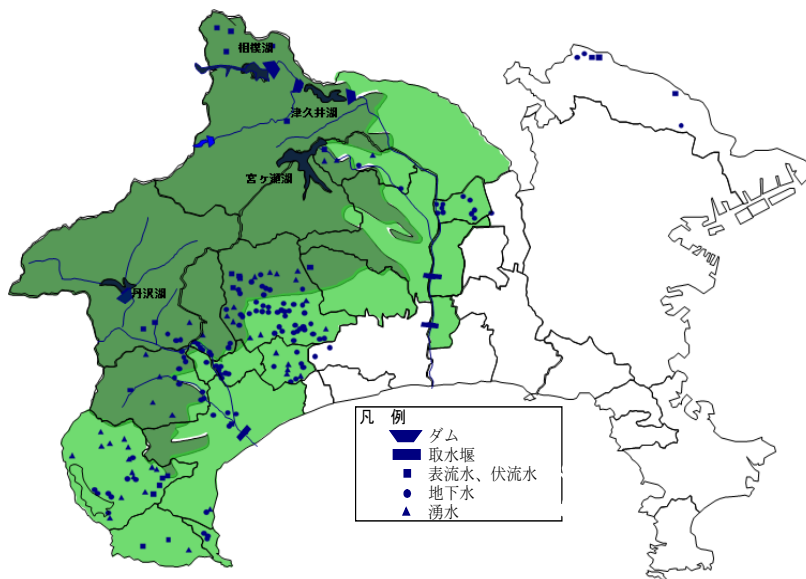 相模湖
津久井湖
宮ヶ瀬湖
丹沢湖
凡 例
ダム
取水堰
表流水、伏流水
地下水
湧水